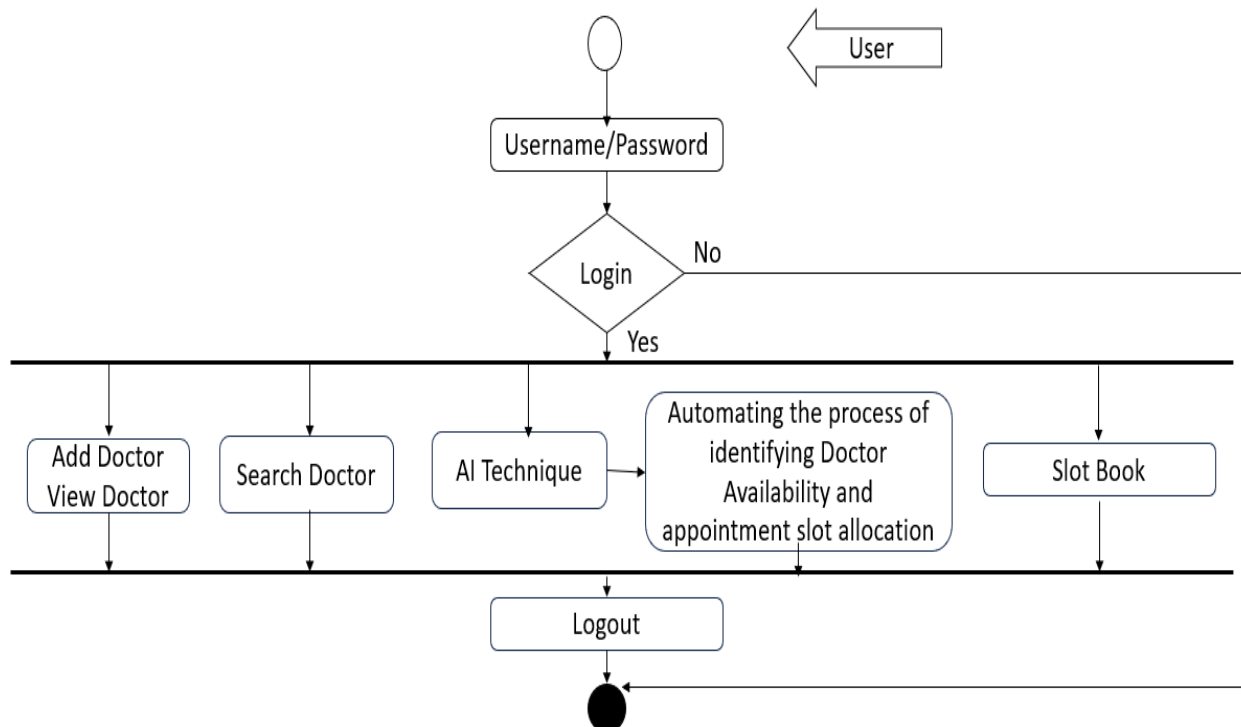 User
Username/Password
Login
No
Yes
Add Doctor
View Doctor
Search Doctor
AI Technique
Automating the process of
identifying Doctor
Availability and
appointment slot allocation
Slot Book
Logout